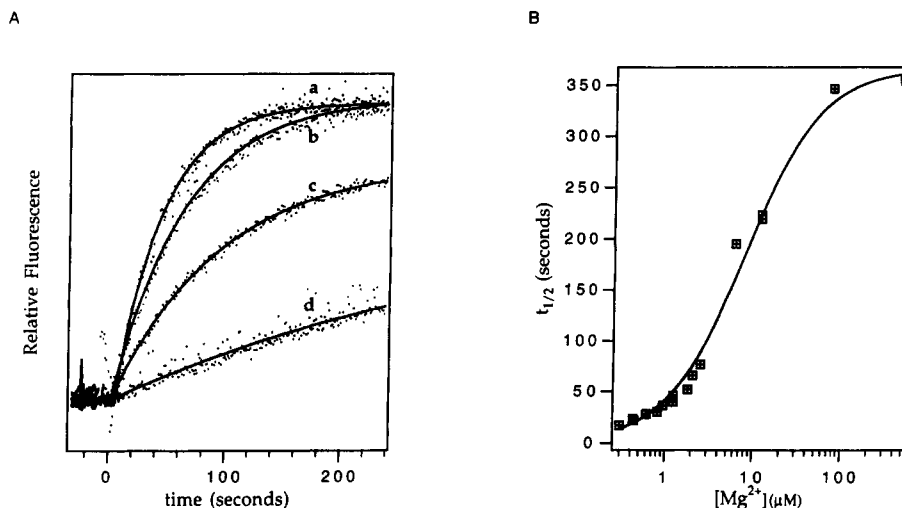 A
B
a
b
c
d
Relative Fluorescence
0
100
200
time (seconds)
350
300
250
200
150
100
50
0
t1/2 (seconds)
1
10
100
[Mg2+](μM)